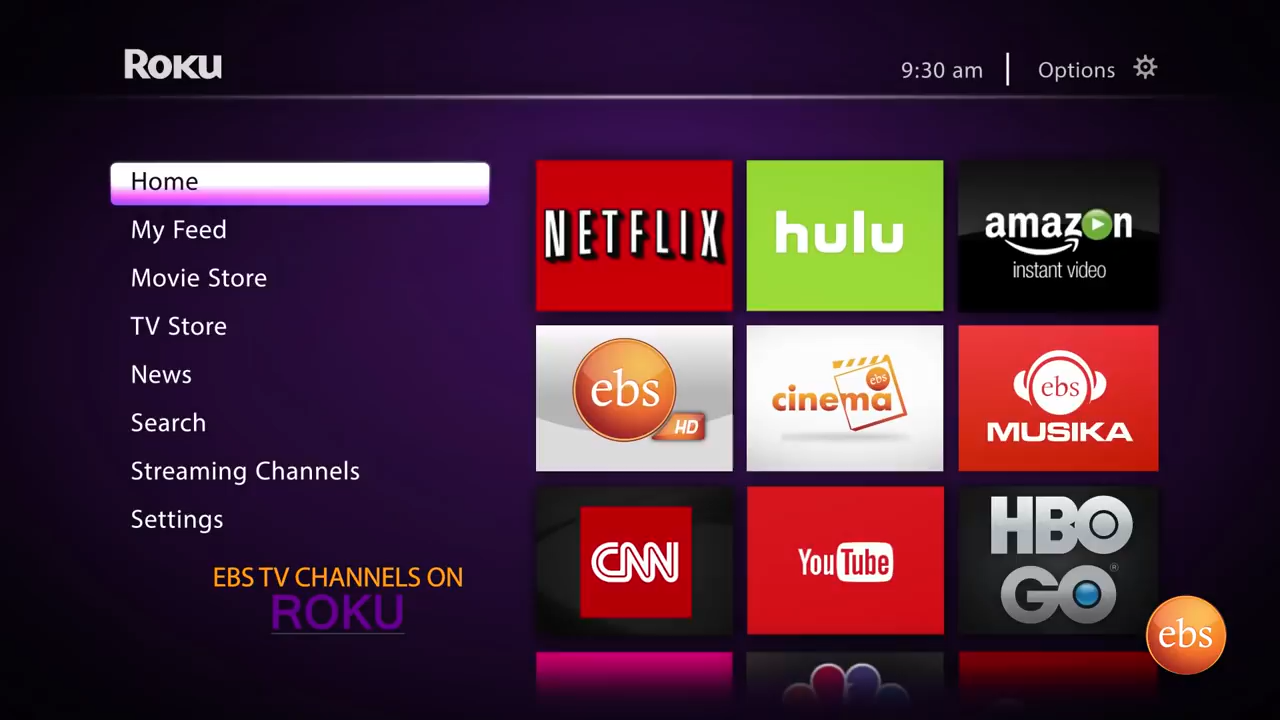 ROKU
9:30 am | Options
Home
My Feed
Movie Store
TV Store
News
Search
Streaming Channels
Settings
EBS TV CHANNELS ON
ROKU
NETFLIX
hulu
amazon
instant video
ebs
HD
cinema
ebs
ebs
MUSIKA
CNN
YouTube
HBO
GO®
ebs